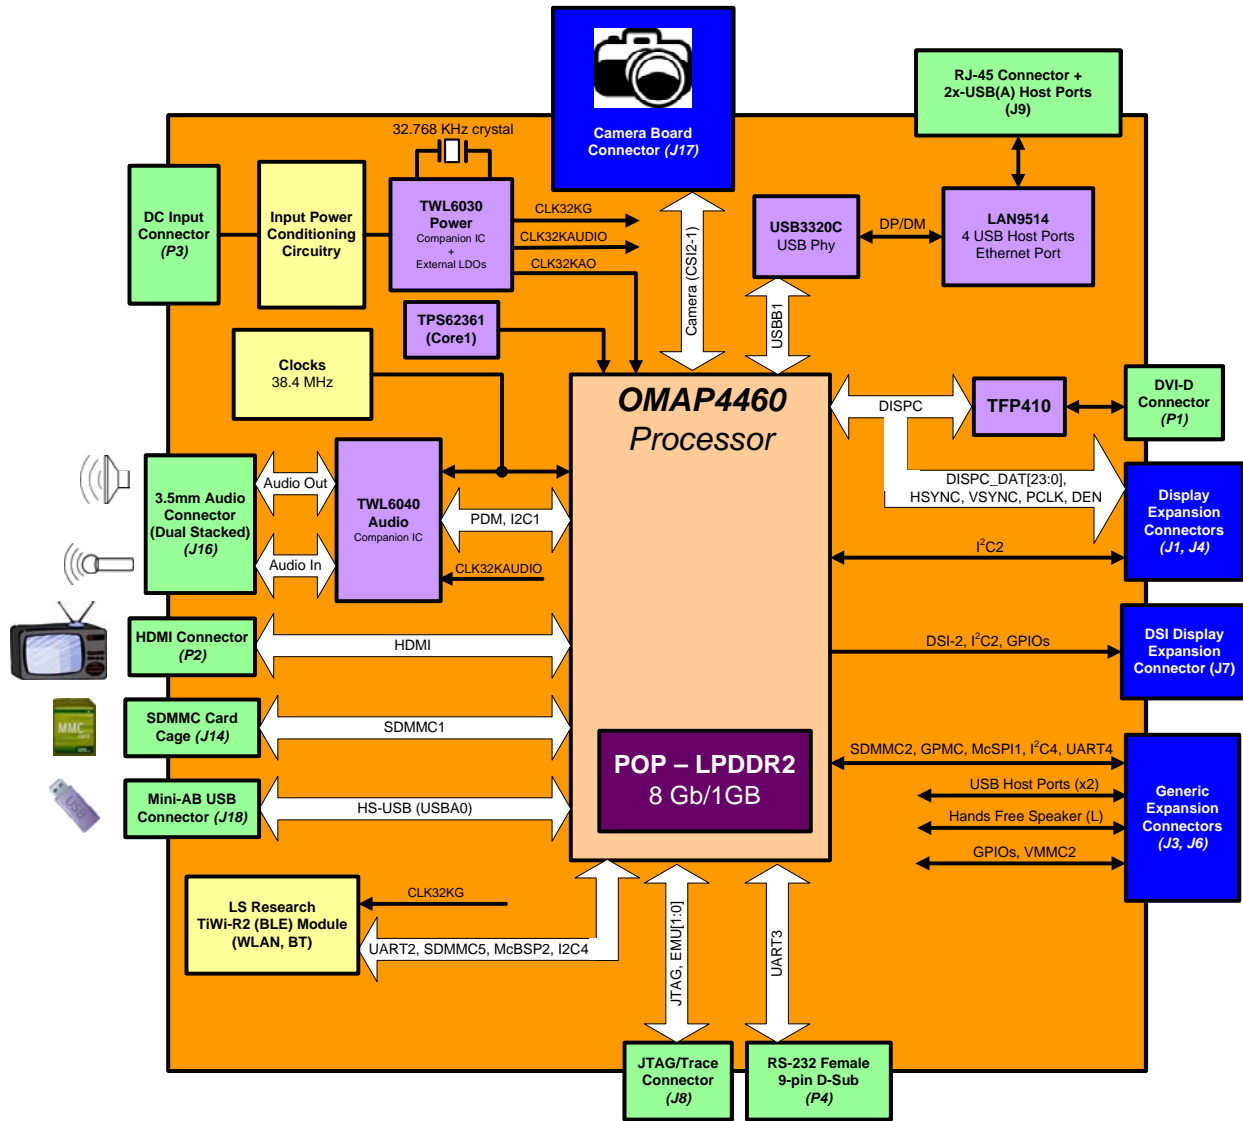 Camera Board
Connector (J17)
RJ-45 Connector +
2x-USB(A) Host Ports
(J9)
32.768 KHz crystal
DC Input
Connector
(P3)
Input Power
Conditioning
Circuitry
TWL6030
Power
Companion IC
+
External LDOs
CLK32KG
CLK32KAUDIO
CLK32KAO
Camera (CSI2-1)
USB3320C
USB Phy
DP/DM
LAN9514
4 USB Host Ports
Ethernet Port
USBB1
TPS62361
(Core1)
Clocks
38.4 MHz
OMAP4460
Processor
DISPC
TFP410
DVI-D
Connector
(P1)
3.5mm Audio
Connector
(Dual Stacked)
(J16)
Audio Out
Audio In
TWL6040
Audio
Companion IC
PDM, I2C1
CLK32KAUDIO
DISPC_DAT[23:0],
HSYNC, VSYNC, PCLK, DEN
I2C2
Display
Expansion
Connectors
(J1, J4)
HDMI Connector
(P2)
HDMI
DSI-2, I2C2, GPIOs
DSI Display
Expansion
Connector (J7)
MMC
SDMMC Card
Cage (J14)
SDMMC1
POP – LPDDR2
8 Gb/1GB
SDMMC2, GPMC, McSPI1, I2C4, UART4
USB Host Ports (x2)
Hands Free Speaker (L)
GPIOs, VMMC2
Generic
Expansion
Connectors
(J3, J6)
USB
Mini-AB USB
Connector (J18)
HS-USB (USBA0)
LS Research
TiWi-R2 (BLE) Module
(WLAN, BT)
CLK32KG
UART2, SDMMC5, McBSP2, I2C4
JTAG, EMU[1:0]
UART3
JTAG/Trace
Connector
(J8)
RS-232 Female
9-pin D-Sub
(P4)